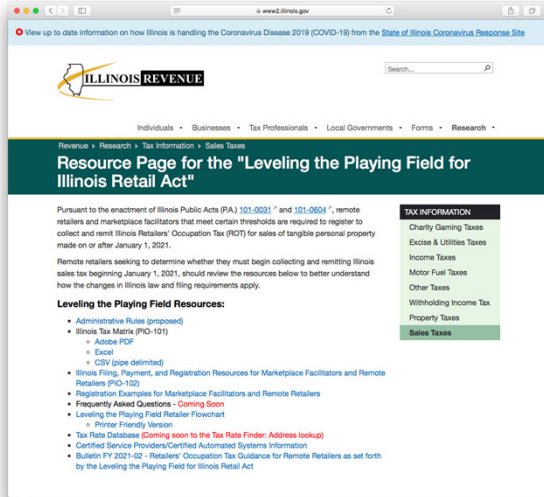 www2.illinois.gov
View up to date information on how Illinois is handling the Coronavirus Disease 2019 (COVID-19) from the State of Illinois Coronavirus Response Site
ILLINOIS REVENUE
Search...
Individuals • Businesses • Tax Professionals • Local Governments • Forms • Research •
Revenue ▸ Research ▸ Tax Information ▸ Sales Taxes
Resource Page for the "Leveling the Playing Field for
Illinois Retail Act"
Pursuant to the enactment of Illinois Public Acts (P.A.) 101-0031 and 101-0604, remote
retailers and marketplace facilitators that meet certain thresholds are required to register to
collect and remit Illinois Retailers' Occupation Tax (ROT) for sales of tangible personal property
made on or after January 1, 2021.
Remote retailers seeking to determine whether they must begin collecting and remitting Illinois
sales tax beginning January 1, 2021, should review the resources below to better understand
how the changes in Illinois law and filing requirements apply.
Leveling the Playing Field Resources:
• Administrative Rules (proposed)
• Illinois Tax Matrix (PIO-101)
Adobe PDF
Excel
CSV (pipe delimited)
• Illinois Filing, Payment, and Registration Resources for Marketplace Facilitators and Remote
Retailers (PIO-102)
• Registration Examples for Marketplace Facilitators and Remote Retailers
• Frequently Asked Questions - Coming Soon
• Leveling the Playing Field Retailer Flowchart
Printer Friendly Version
• Tax Rate Database (Coming soon to the Tax Rate Finder: Address lookup)
• Certified Service Providers/Certified Automated Systems Information
• Bulletin FY 2021-02 - Retailers' Occupation Tax Guidance for Remote Retailers as set forth
by the Leveling the Playing Field for Illinois Retail Act
TAX INFORMATION
Charity Gaming Taxes
Excise & Utilities Taxes
Income Taxes
Motor Fuel Taxes
Other Taxes
Withholding Income Tax
Property Taxes
Sales Taxes